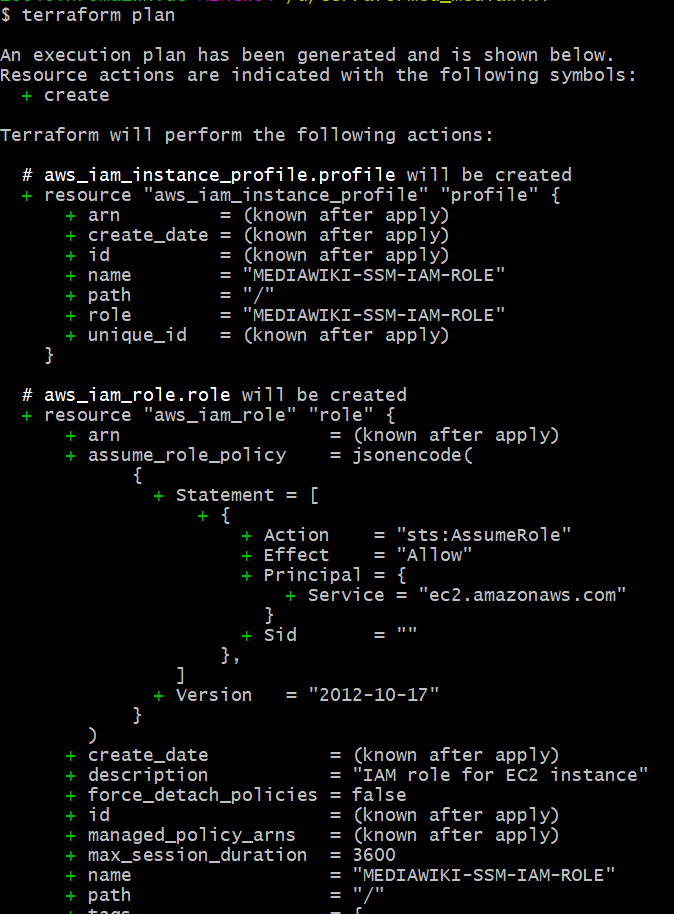 $ terraform plan
An execution plan has been generated and is shown below.
Resource actions are indicated with the following symbols:
  + create
Terraform will perform the following actions:
  # aws_iam_instance_profile.profile will be created
  + resource "aws_iam_instance_profile" "profile" {
      + arn         = (known after apply)
      + create_date = (known after apply)
      + id          = (known after apply)
      + name        = "MEDIAWIKI-SSM-IAM-ROLE"
      + path        = "/"
      + role        = "MEDIAWIKI-SSM-IAM-ROLE"
      + unique_id   = (known after apply)
    }
  # aws_iam_role.role will be created
  + resource "aws_iam_role" "role" {
      + arn                   = (known after apply)
      + assume_role_policy    = jsonencode(
            {
              + Statement = [
                  + {
                      + Action    = "sts:AssumeRole"
                      + Effect    = "Allow"
                      + Principal = {
                          + Service = "ec2.amazonaws.com"
                        }
                      + Sid       = ""
                    },
                ]
              + Version   = "2012-10-17"
            }
        )
      + create_date           = (known after apply)
      + description           = "IAM role for EC2 instance"
      + force_detach_policies = false
      + id                    = (known after apply)
      + managed_policy_arns   = (known after apply)
      + max_session_duration  = 3600
      + name                  = "MEDIAWIKI-SSM-IAM-ROLE"
      + path                  = "/"
      + tags                  = {